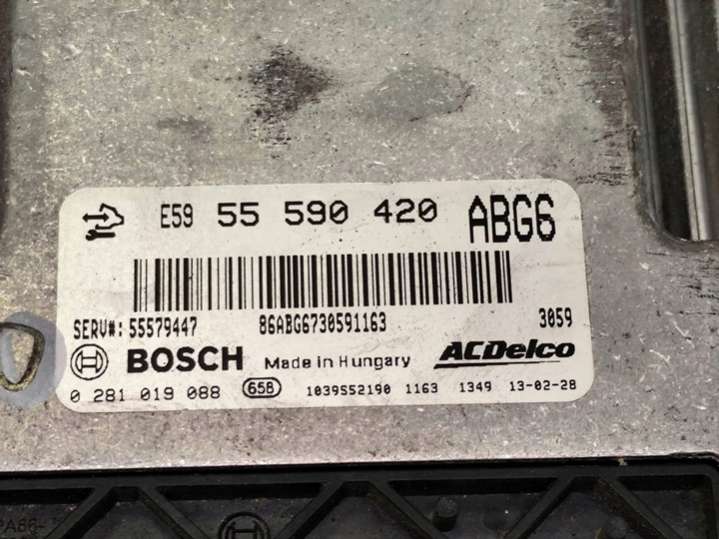 E59 55 590 420 ABG6
SERV#: 55579447 86ABG6730591163 3059
BOSCH Made in Hungary ACDelco
0 281 019 088 65B 1039S52190 1163 1349 13-02-28